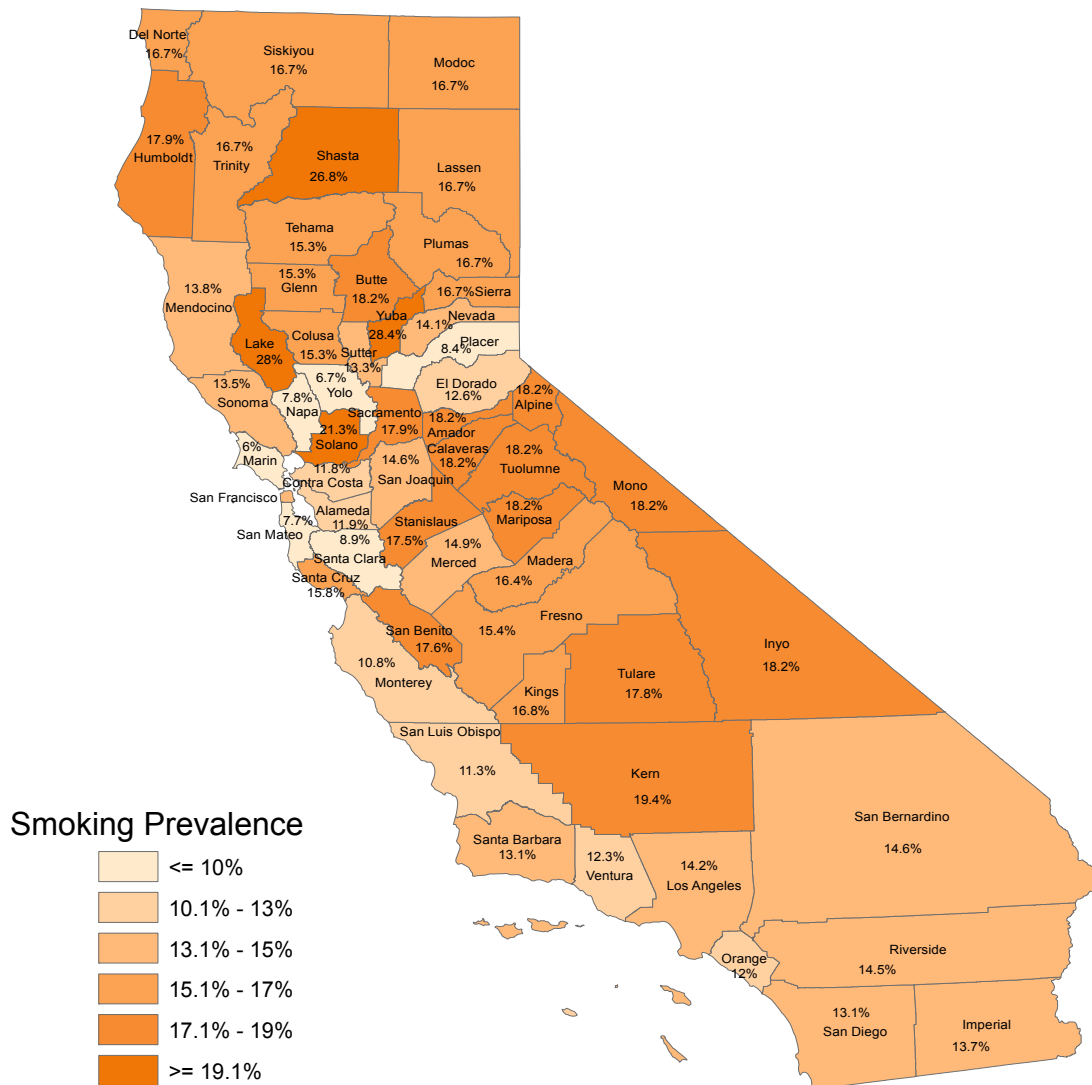 Del Norte
16.7%
Siskiyou
16.7%
Modoc
16.7%
17.9%
Humboldt
16.7%
Trinity
Shasta
26.8%
Lassen
16.7%
Tehama
15.3%
Plumas
16.7%
15.3%
Glenn
Butte
18.2%
16.7% Sierra
13.8%
Mendocino
Yuba
28.4%
Nevada
14.1%
Placer
8.4%
Lake
28%
Colusa
15.3%
Sutter
13.3%
El Dorado
12.6%
13.5%
Sonoma
7.8%
Napa
6.7%
Yolo
18.2%
Alpine
Sacramento
17.9%
18.2%
Amador
21.3%
Solano
Calaveras
18.2%
18.2%
Tuolumne
6%
Marin
11.8%
Contra Costa
14.6%
San Joaquin
Mono
18.2%
San Francisco
Alameda
11.9%
18.2%
Mariposa
7.7%
San Mateo
Stanislaus
17.5%
8.9%
Santa Clara
14.9%
Merced
Madera
16.4%
Santa Cruz
15.8%
Fresno
15.4%
San Benito
17.6%
Inyo
18.2%
10.8%
Monterey
Kings
16.8%
Tulare
17.8%
San Luis Obispo
11.3%
Kern
19.4%
San Bernardino
14.6%
Santa Barbara
13.1%
12.3%
Ventura
14.2%
Los Angeles
Orange
12%
Riverside
14.5%
13.1%
San Diego
Imperial
13.7%
Smoking Prevalence
<= 10%
10.1% - 13%
13.1% - 15%
15.1% - 17%
17.1% - 19%
>= 19.1%